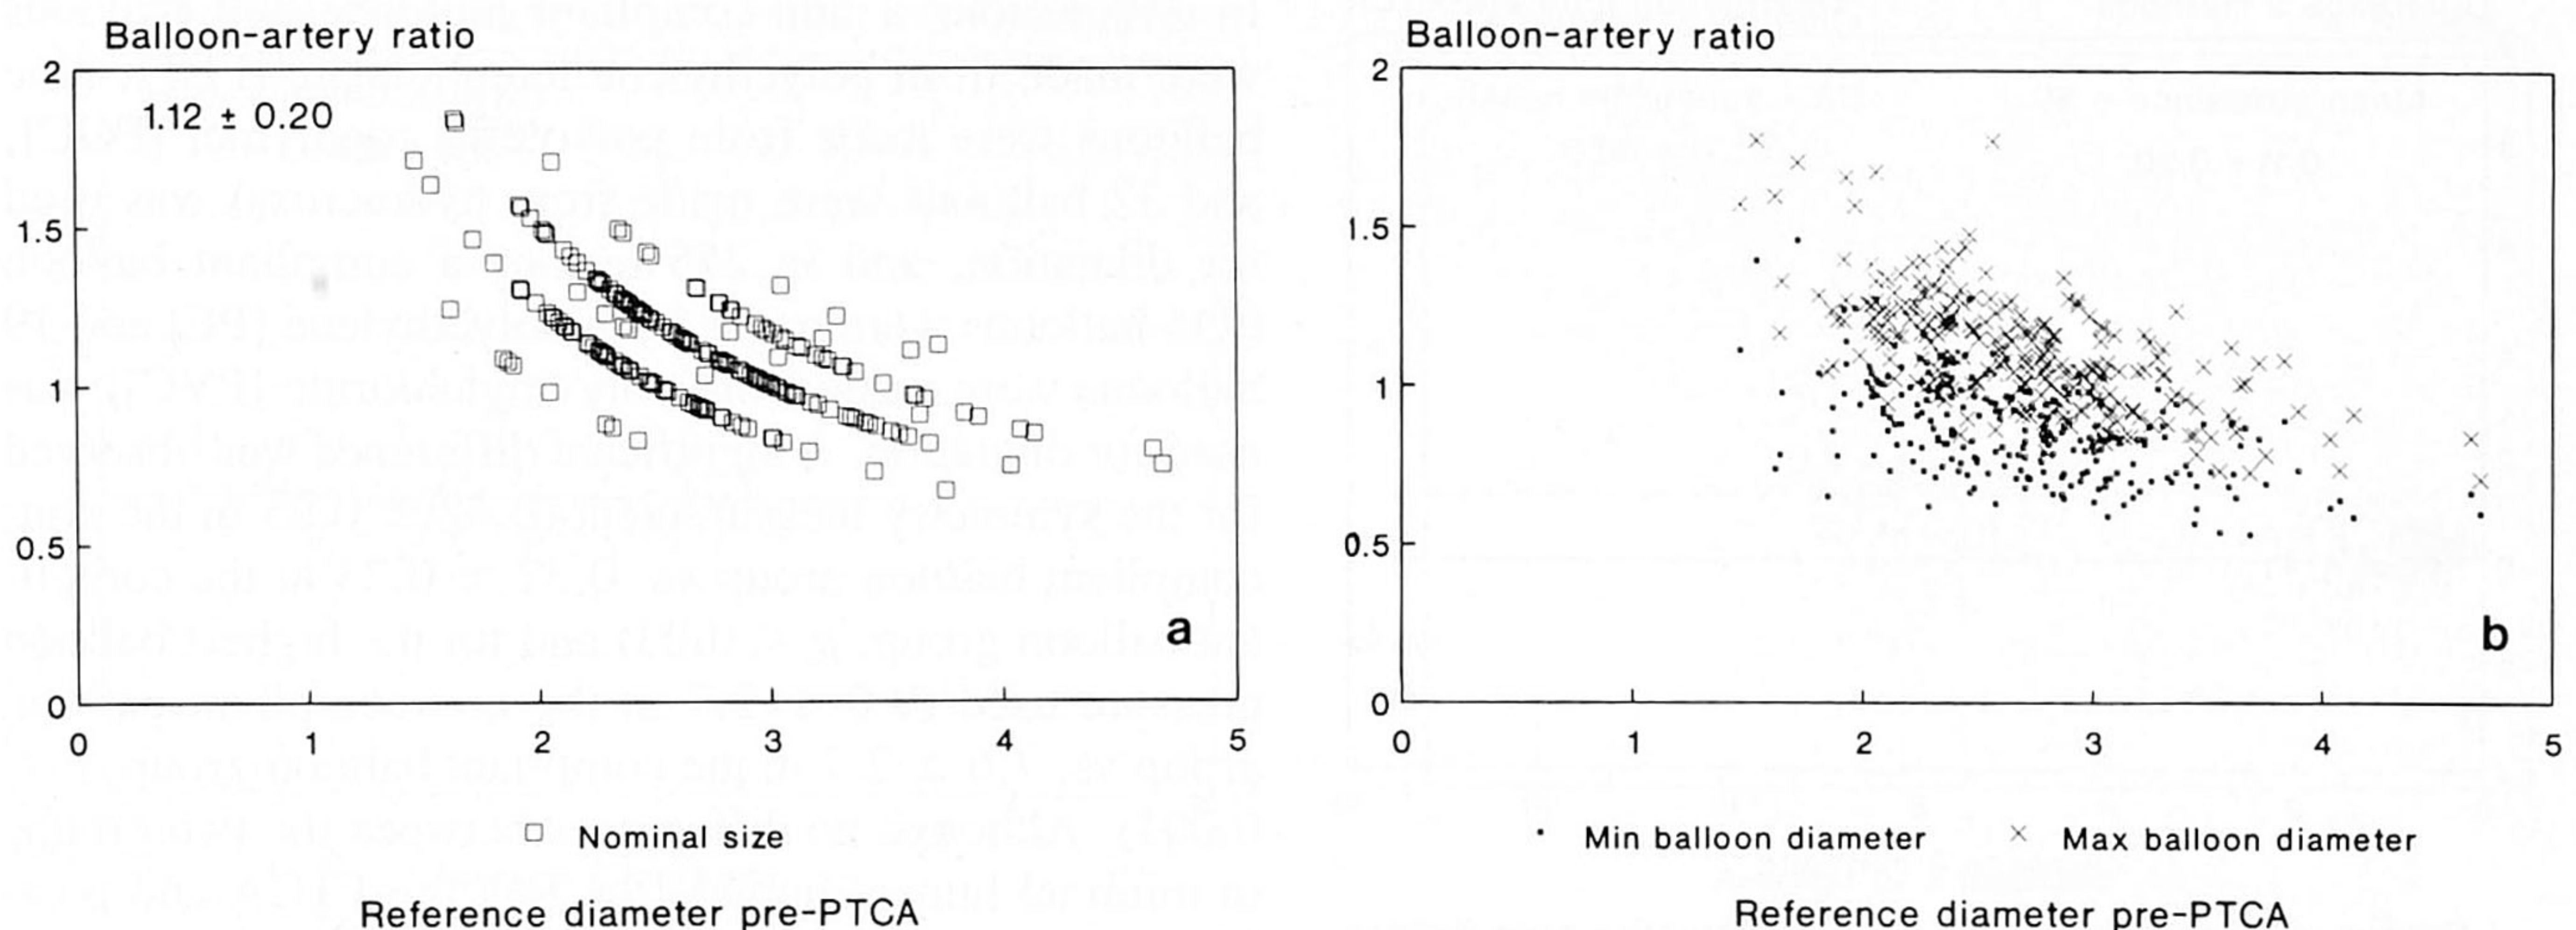 Balloon-artery ratio
2
1.12 ± 0.20
1.5
1
0.5
a
0
0 1 2 3 4 5
Nominal size
Reference diameter pre-PTCA
Balloon-artery ratio
2
1.5
1
0.5
b
0
0 1 2 3 4 5
Min balloon diameter Max balloon diameter
Reference diameter pre-PTCA